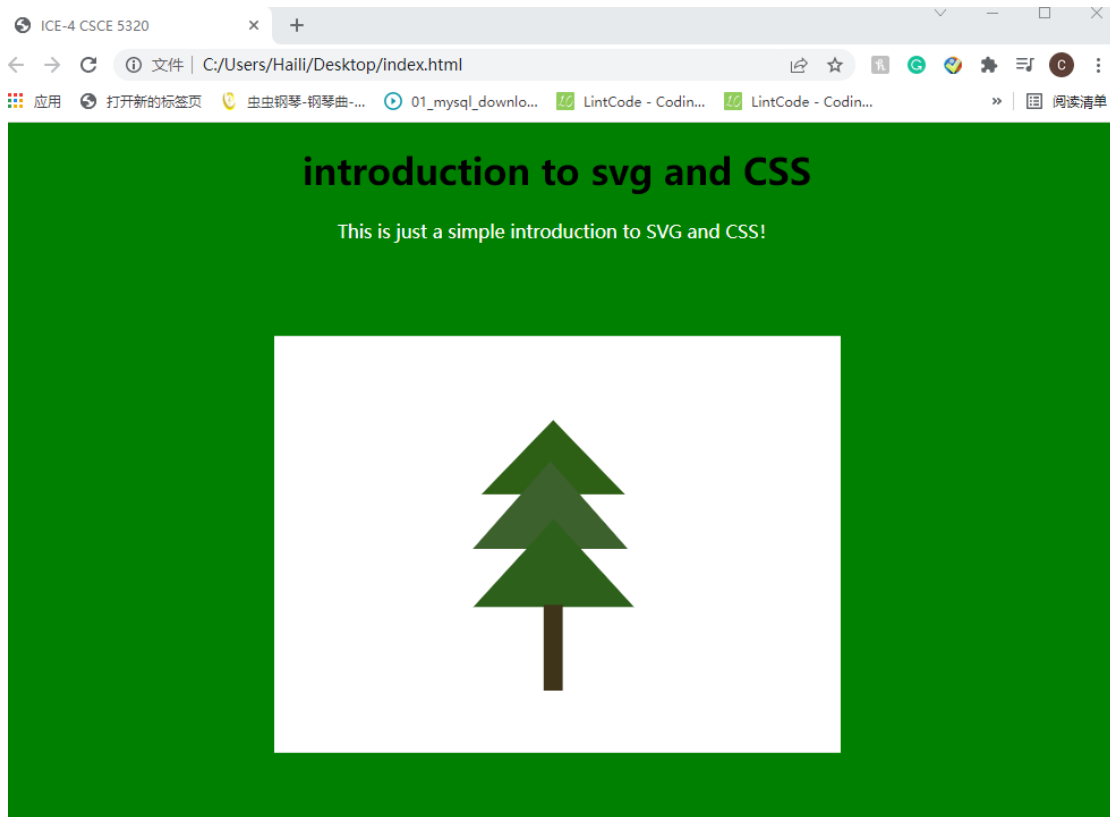 ICE-4 CSCE 5320
文件 C:/Users/Haili/Desktop/index.html
C
应用 打开新的标签页 虫虫钢琴-钢琴曲-... 01_mysql_downlo... LintCode - Codin... LintCode - Codin... » 阅读清单
introduction to svg and CSS
This is just a simple introduction to SVG and CSS!